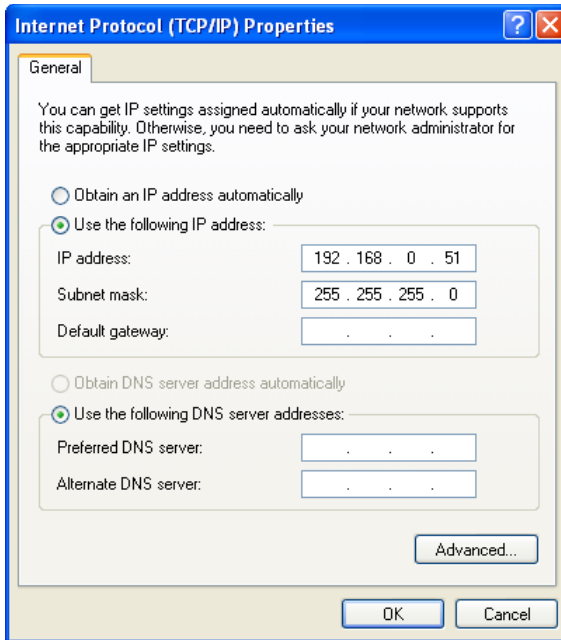 Internet Protocol (TCP/IP) Properties
General
You can get IP settings assigned automatically if your network supports
this capability. Otherwise, you need to ask your network administrator for
the appropriate IP settings.
Obtain an IP address automatically
Use the following IP address:
IP address: 192 . 168 . 0 . 51
Subnet mask: 255 . 255 . 255 . 0
Default gateway: . . .
Obtain DNS server address automatically
Use the following DNS server addresses:
Preferred DNS server: . . .
Alternate DNS server: . . .
Advanced...
OK Cancel